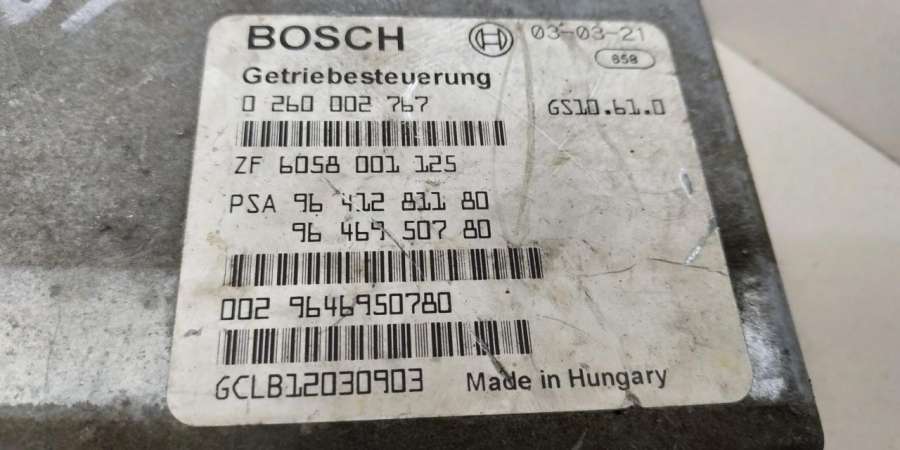 BOSCH 03-03-21
658
Getriebesteuerung
0 260 002 767 GS10.61.0
ZF 6058 001 125
PSA 96 412 811 80
96 469 507 80
002 9646950780
GCLB12030903 Made in Hungary